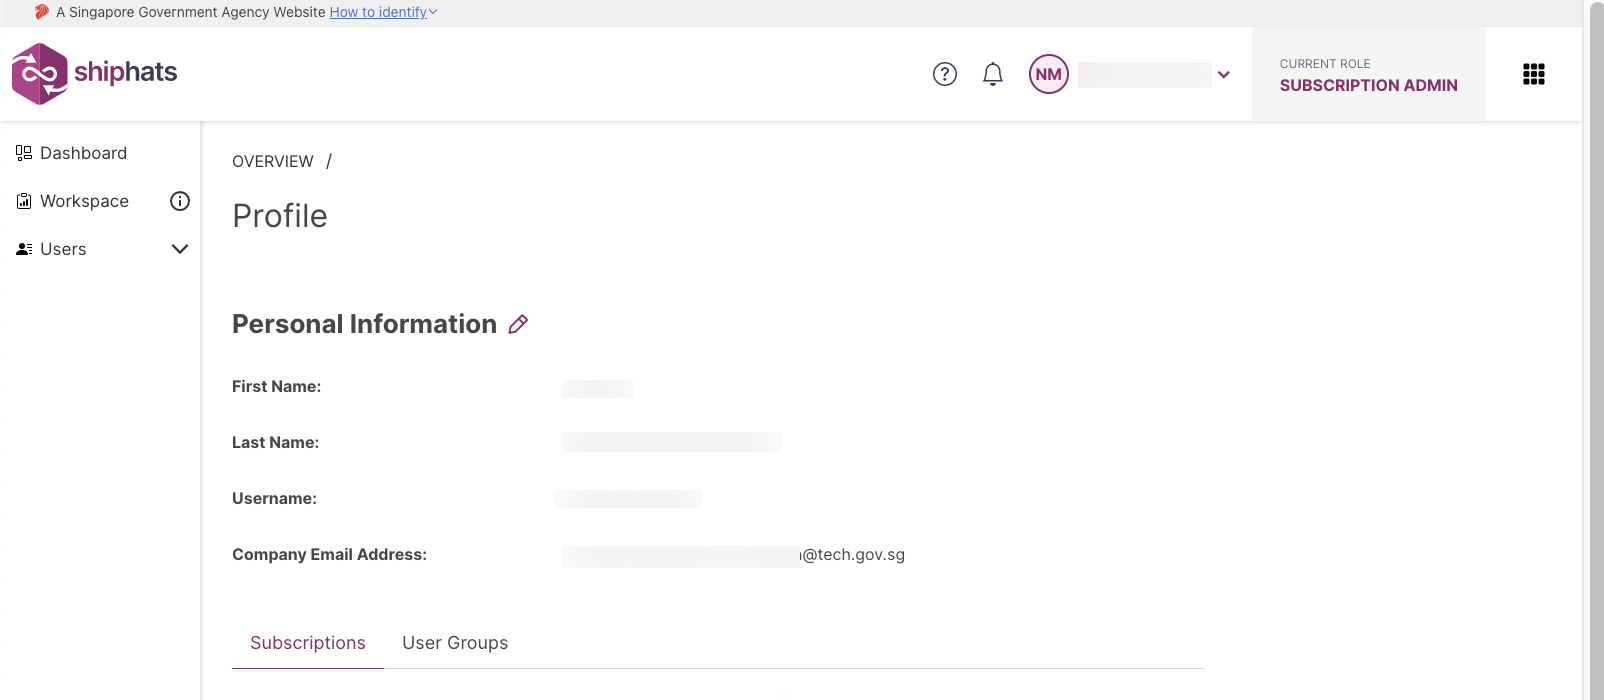 A Singapore Government Agency Website How to identify
shiphats
NM
CURRENT ROLE
SUBSCRIPTION ADMIN
Dashboard
Workspace
Users
OVERVIEW /
Profile
Personal Information
First Name:
Last Name:
Username:
Company Email Address: @tech.gov.sg
Subscriptions User Groups